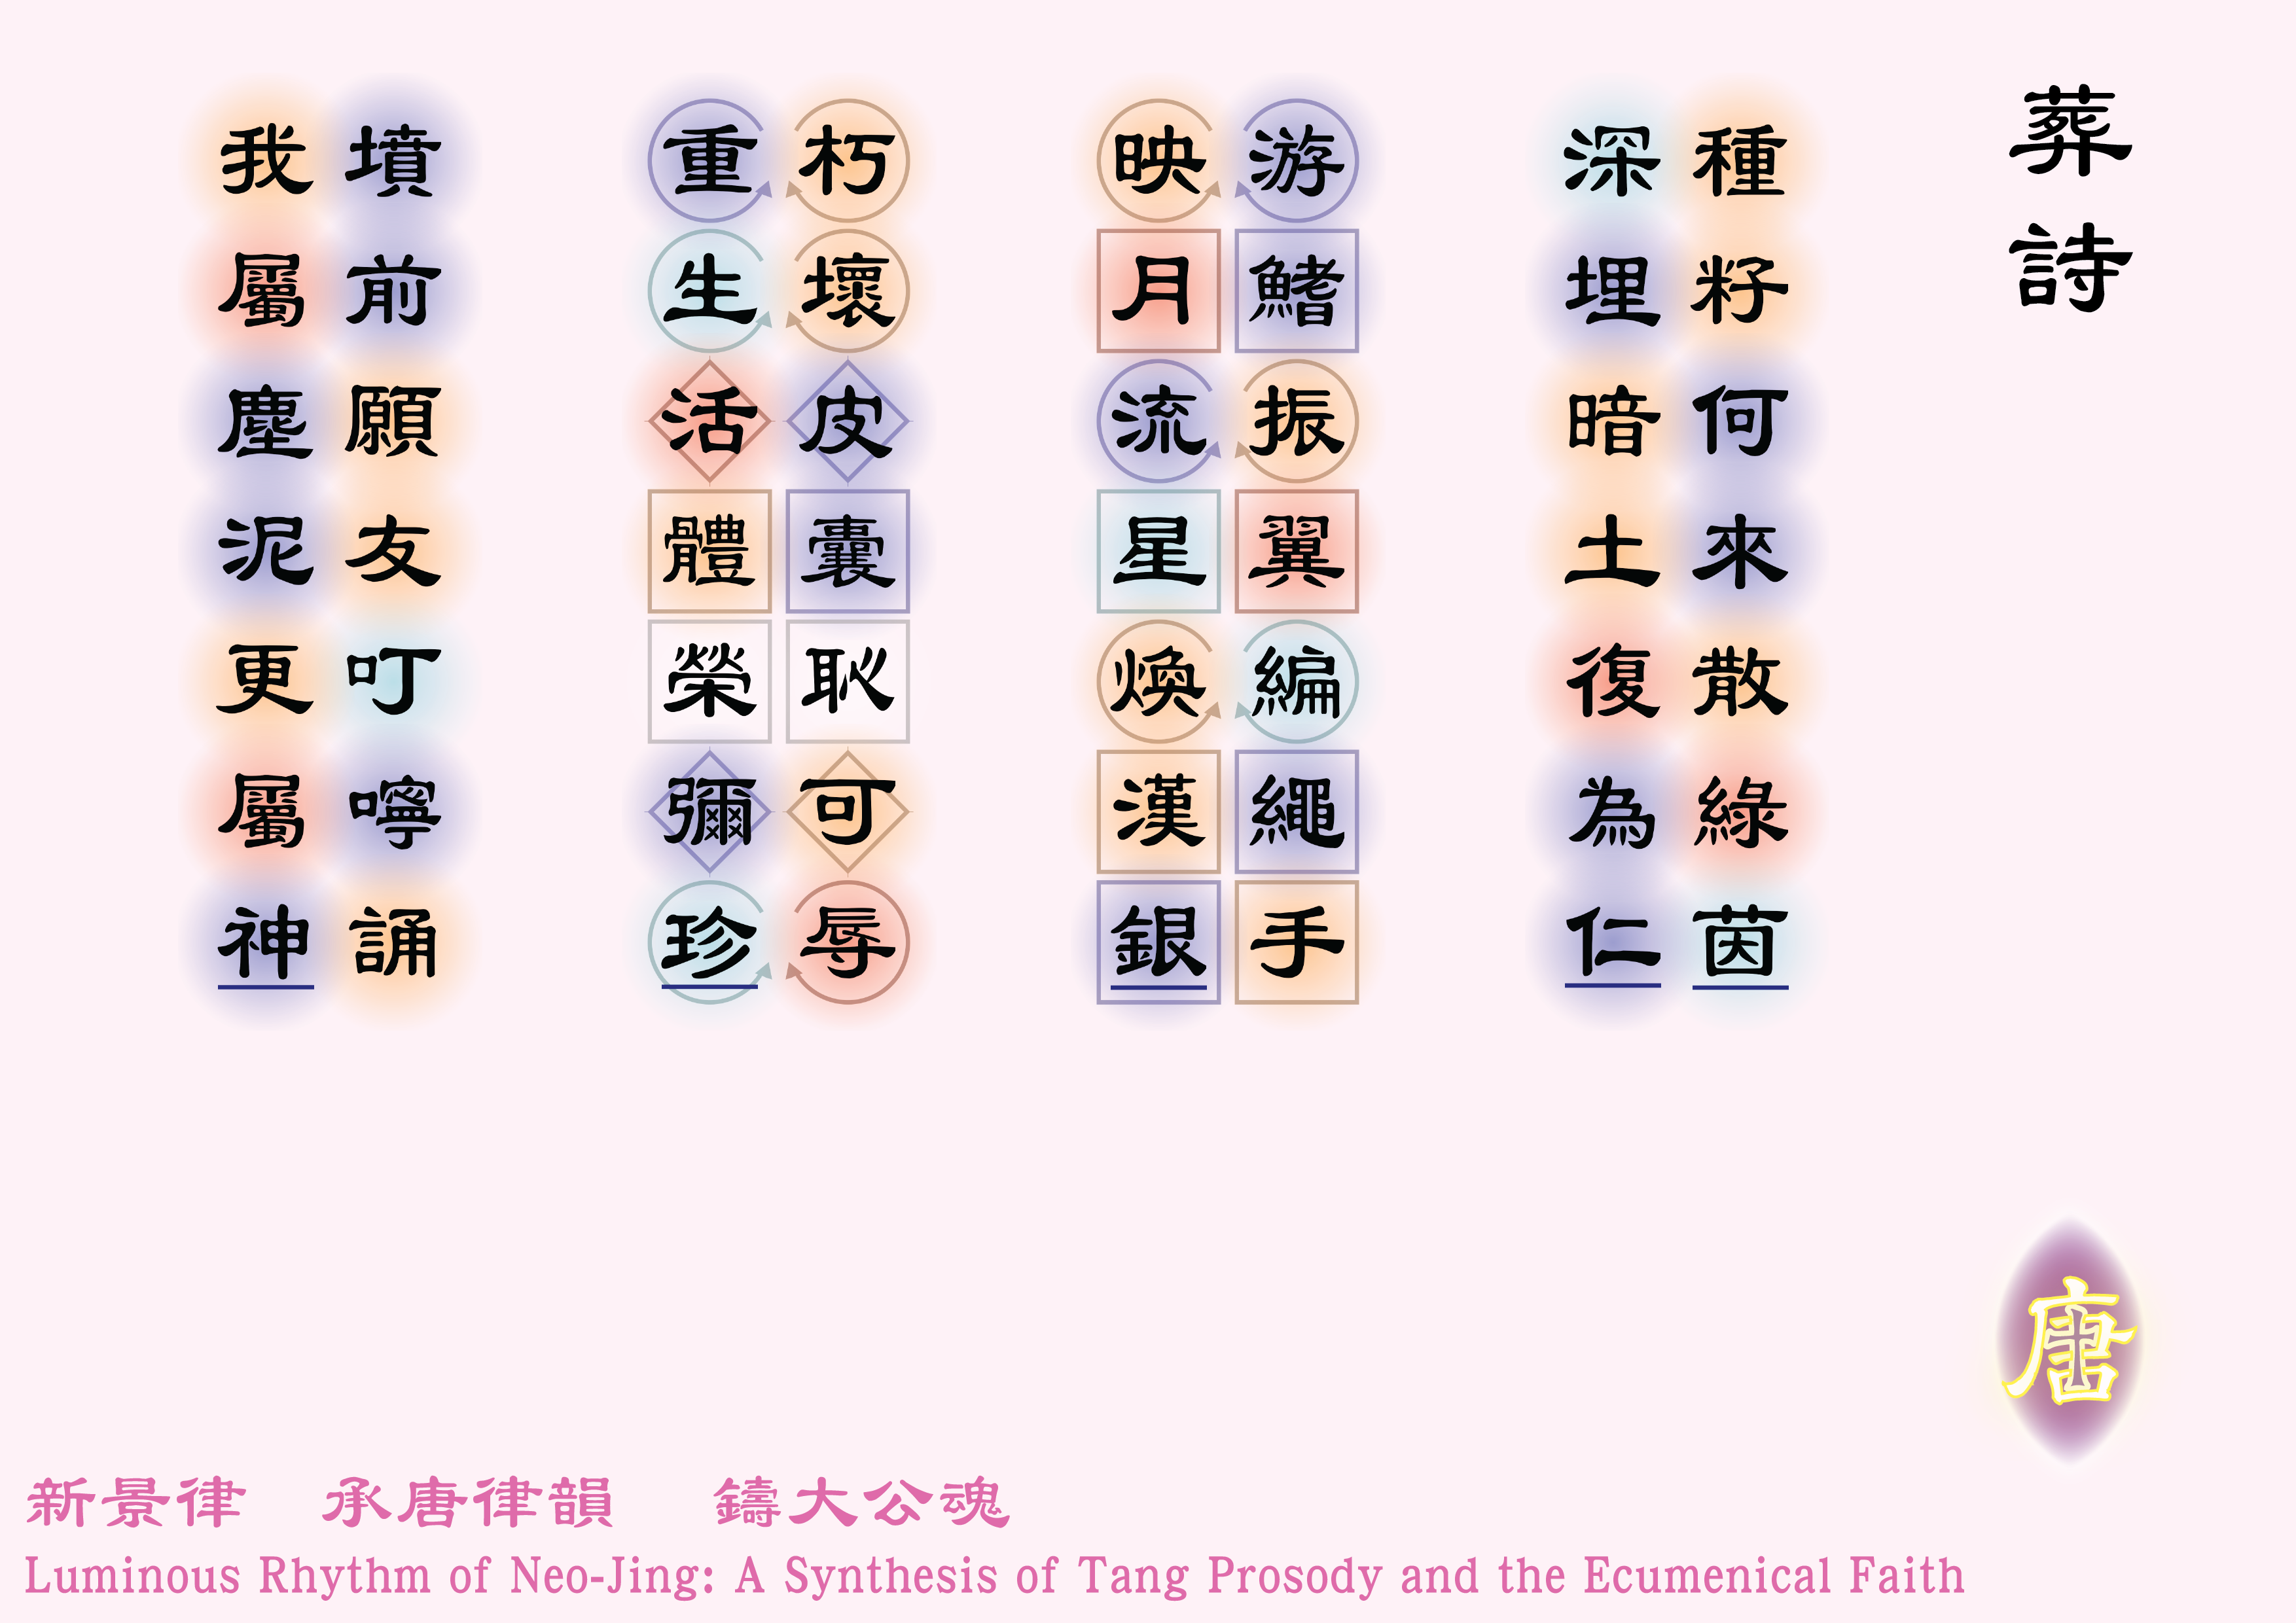 葬詩
種籽何來散綠茵
深埋暗土復為仁
游鰭振翼編繩手
映月流星煥漢銀
朽壞皮囊恥可辱
重生活體榮彌珍
墳前願友叮嚀誦
我屬塵泥更屬神
唐
新景律 承唐律韻 鑄大公魂
Luminous Rhythm of Neo-Jing: A Synthesis of Tang Prosody and the Ecumenical Faith